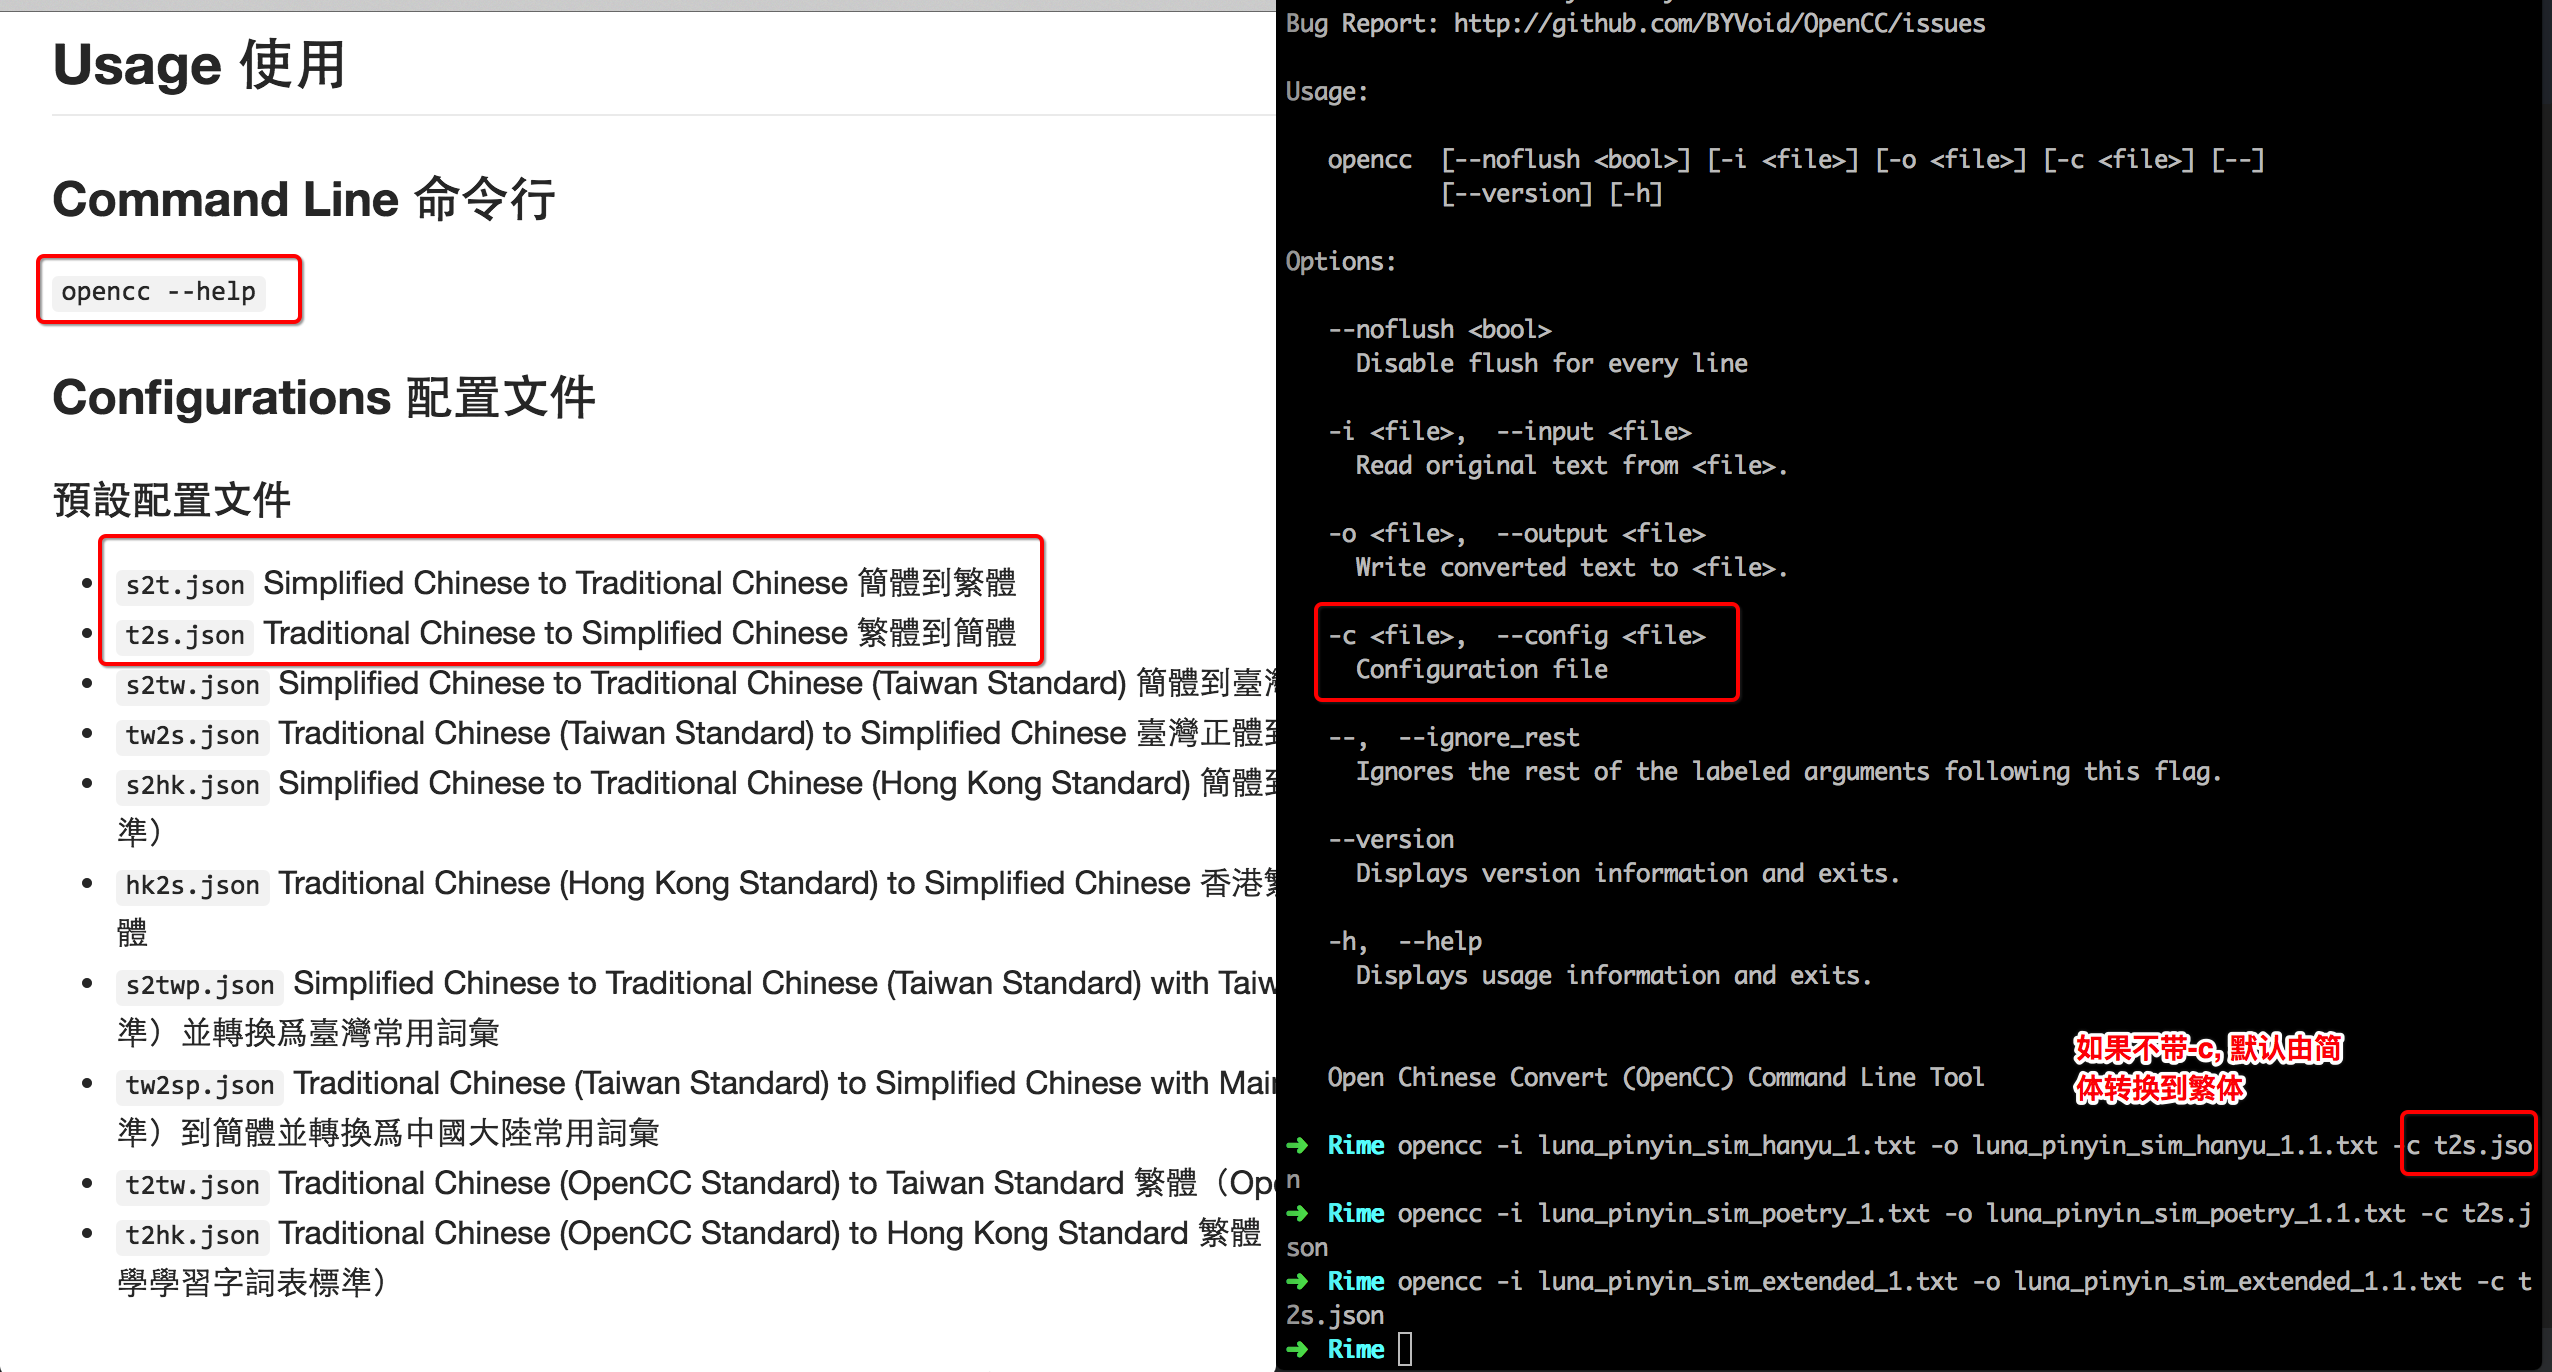 Usage 使用
Command Line 命令行
opencc --help
Configurations 配置文件
預設配置文件
s2t.json Simplified Chinese to Traditional Chinese 簡體到繁體
t2s.json Traditional Chinese to Simplified Chinese 繁體到簡體
s2tw.json Simplified Chinese to Traditional Chinese (Taiwan Standard) 簡體到臺灣
tw2s.json Traditional Chinese (Taiwan Standard) to Simplified Chinese 臺灣正體到
s2hk.json Simplified Chinese to Traditional Chinese (Hong Kong Standard) 簡體到
準）
hk2s.json Traditional Chinese (Hong Kong Standard) to Simplified Chinese 香港繁
體
s2twp.json Simplified Chinese to Traditional Chinese (Taiwan Standard) with Taiw
準）並轉換爲臺灣常用詞彙
tw2sp.json Traditional Chinese (Taiwan Standard) to Simplified Chinese with Main
準）到簡體並轉換爲中國大陸常用詞彙
t2tw.json Traditional Chinese (OpenCC Standard) to Taiwan Standard 繁體（Op
t2hk.json Traditional Chinese (OpenCC Standard) to Hong Kong Standard 繁體
學學習字詞表標準）
Bug Report: http://github.com/BYVoid/OpenCC/issues
Usage:
opencc [--noflush <bool>] [-i <file>] [-o <file>] [-c <file>] [--]
[--version] [-h]
Options:
--noflush <bool>
Disable flush for every line
-i <file>, --input <file>
Read original text from <file>.
-o <file>, --output <file>
Write converted text to <file>.
-c <file>, --config <file>
Configuration file
--, --ignore_rest
Ignores the rest of the labeled arguments following this flag.
--version
Displays version information and exits.
-h, --help
Displays usage information and exits.
如果不带-c, 默认由简
体转换到繁体
Open Chinese Convert (OpenCC) Command Line Tool
➜ Rime opencc -i luna_pinyin_sim_hanyu_1.txt -o luna_pinyin_sim_hanyu_1.1.txt -c t2s.jso
n
➜ Rime opencc -i luna_pinyin_sim_poetry_1.txt -o luna_pinyin_sim_poetry_1.1.txt -c t2s.j
son
➜ Rime opencc -i luna_pinyin_sim_extended_1.txt -o luna_pinyin_sim_extended_1.1.txt -c t
2s.json
➜ Rime